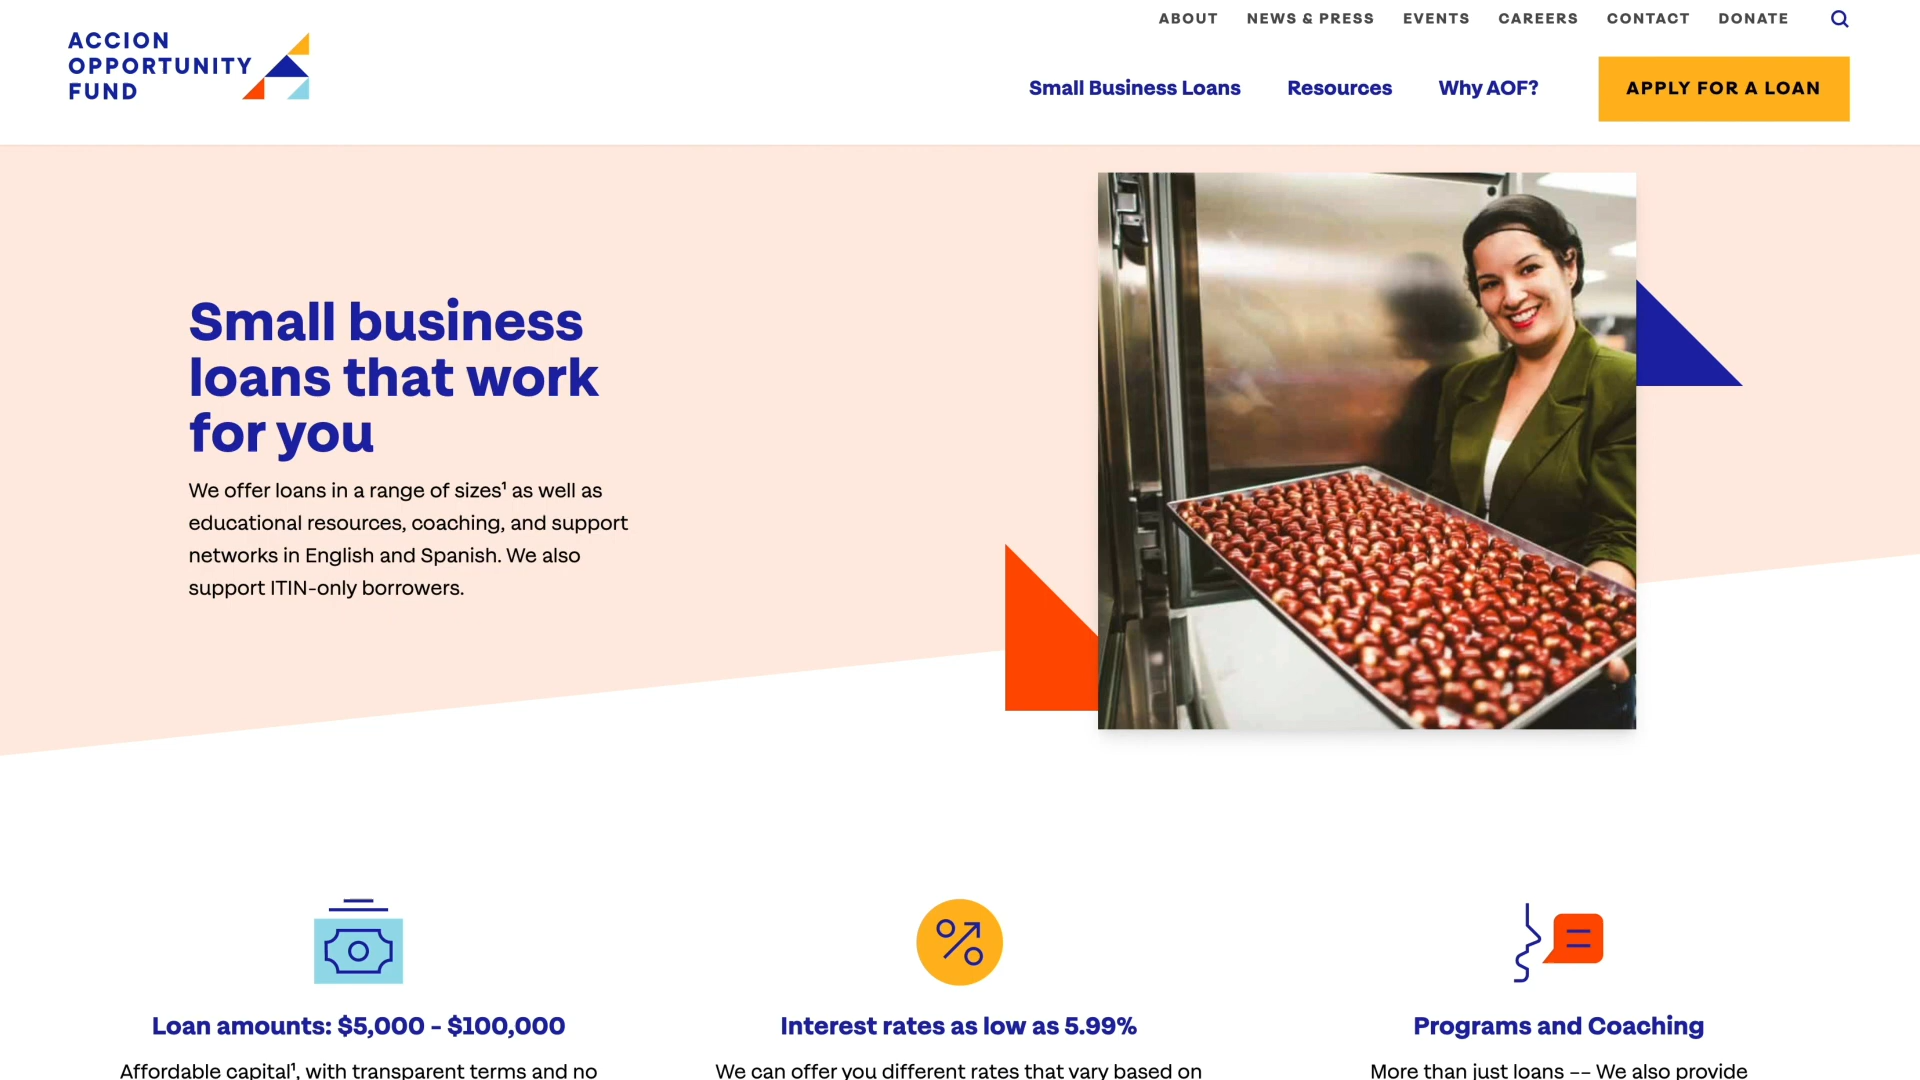 ABOUT NEWS & PRESS EVENTS CAREERS CONTACT DONATE
ACCION
OPPORTUNITY
FUND
Small Business Loans Resources Why AOF? APPLY FOR A LOAN
Small business
loans that work
for you
We offer loans in a range of sizes¹ as well as
educational resources, coaching, and support
networks in English and Spanish. We also
support ITIN-only borrowers.
Loan amounts: $5,000 - $100,000
Affordable capital¹, with transparent terms and no
Interest rates as low as 5.99%
We can offer you different rates that vary based on
Programs and Coaching
More than just loans -- We also provide